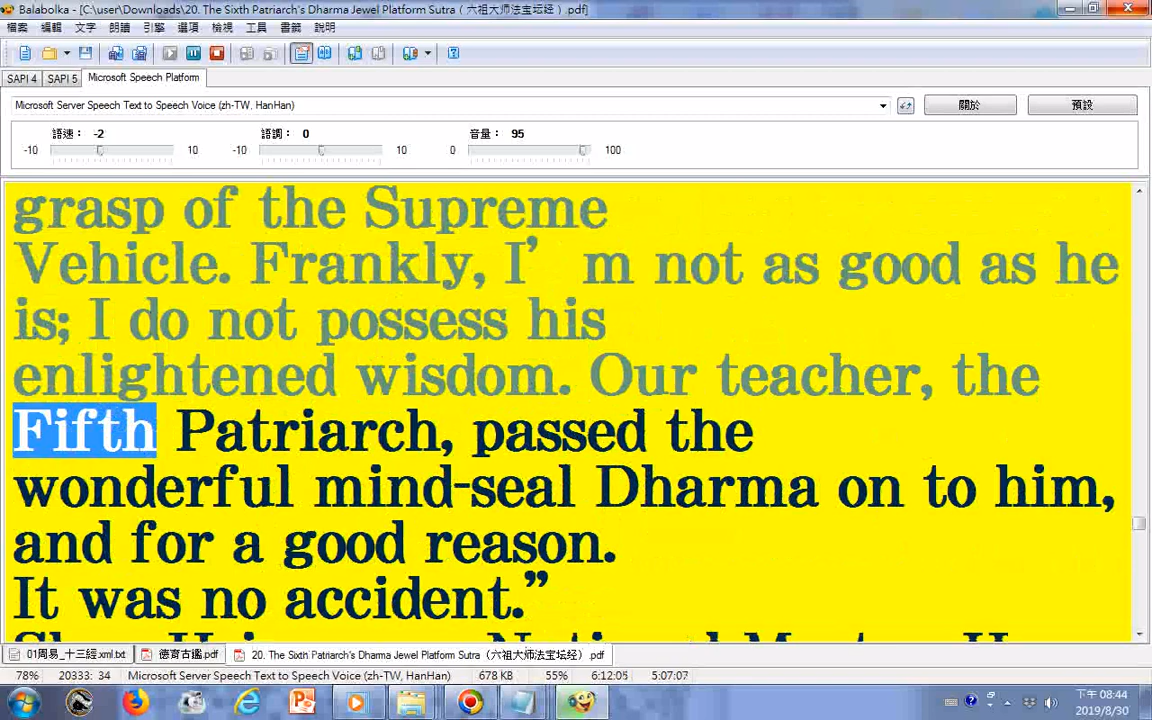 Balabolka - [C:\user\Downloads\20. The Sixth Patriarch's Dharma Jewel Platform Sutra（六祖大师法宝坛经）.pdf]
檔案 編輯 文字 朗讀 引擎 選項 檢視 工具 書籤 說明
SAPI 4 SAPI 5 Microsoft Speech Platform
Microsoft Server Speech Text to Speech Voice (zh-TW, HanHan) 關於 預設
語速： -2 語調： 0 音量： 95
-10 10 -10 10 0 100
grasp of the Supreme
Vehicle. Frankly, I’m not as good as he
is; I do not possess his
enlightened wisdom. Our teacher, the
Fifth Patriarch, passed the
wonderful mind-seal Dharma on to him,
and for a good reason.
It was no accident.”
01周易_十三經.xml.txt 德育古鑑.pdf 20. The Sixth Patriarch's Dharma Jewel Platform Sutra（六祖大师法宝坛经）.pdf
78% 20333: 34 Microsoft Server Speech Text to Speech Voice (zh-TW, HanHan) 678 KB 55% 6:12:05 5:07:07
下午 08:44
2019/8/30